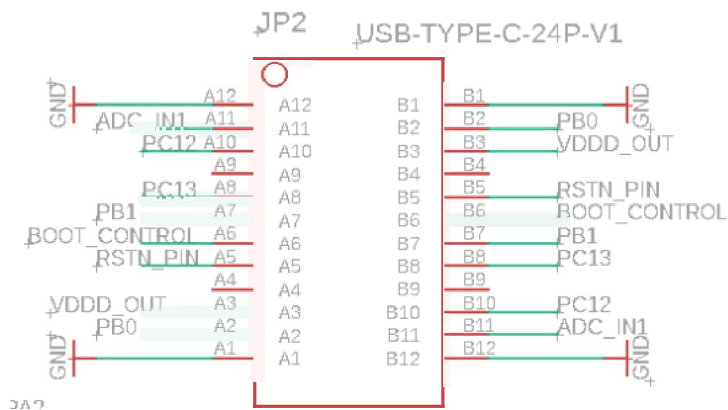 JP2
USB-TYPE-C-24P-V1
GND A12 A12 B1 B1 GND
ADC_IN1 A11 A11 B2 B2 PB0
PC12 A10 A10 B3 B3 VDDD_OUT
A9 A9 B4 B4
PC13 A8 A8 B5 B5 RSTN_PIN
PB1 A7 A7 B6 B6 BOOT_CONTROL
BOOT_CONTROL A6 A6 B7 B7 PB1
RSTN_PIN A5 A5 B8 B8 PC13
A4 A4 B9 B9
VDDD_OUT A3 A3 B10 B10 PC12
PB0 A2 A2 B11 B11 ADC_IN1
GND A1 A1 B12 B12 GND